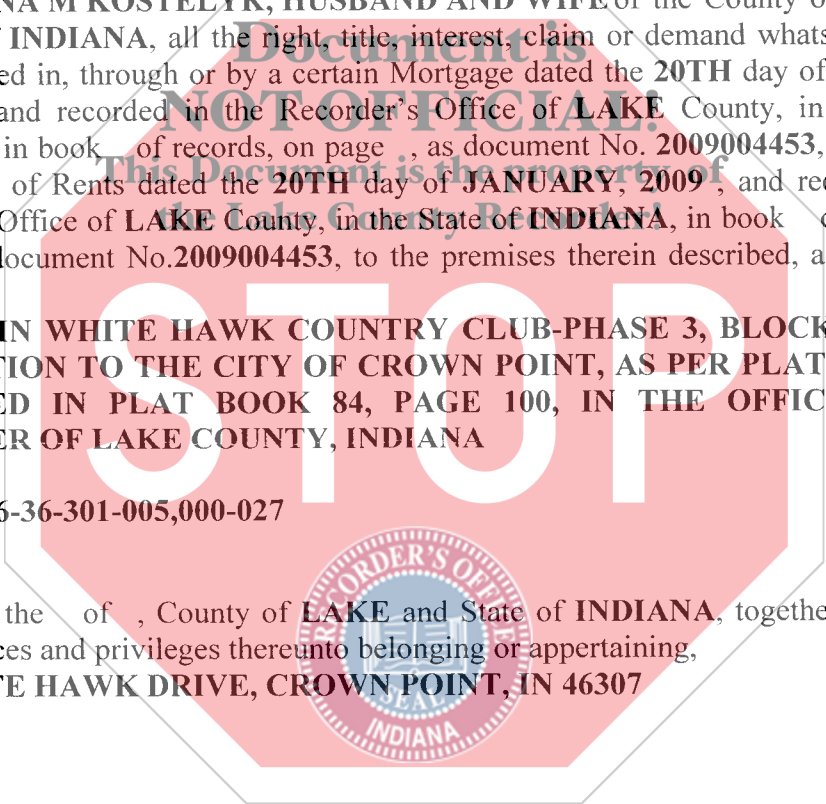 NA M KOSTELYK, HUSBAND AND WIFE of the County o
INDIANA, all the right, title, interest, claim or demand whats
Document is
ed in, through or by a certain Mortgage dated the 20TH day of
and recorded in the Recorder's Office of LAKE County, in
NOT OFFICIAL!
in book of records, on page , as document No. 2009004453,
This Document is the property of
of Rents dated the 20TH day of JANUARY, 2009 , and rec
the Lake County Recorder!
Office of LAKE County, in the State of INDIANA, in book
document No.2009004453, to the premises therein described, a
STOP
IN WHITE HAWK COUNTRY CLUB-PHASE 3, BLOCK
TION TO THE CITY OF CROWN POINT, AS PER PLAT
ED IN PLAT BOOK 84, PAGE 100, IN THE OFFIC
ER OF LAKE COUNTY, INDIANA
6-36-301-005,000-027
RECORDER'S OFFICE
the of , County of LAKE and State of INDIANA, togethe
ces and privileges thereunto belonging or appertaining,
TE HAWK DRIVE, CROWN POINT, IN 46307
SEAL
INDIANA